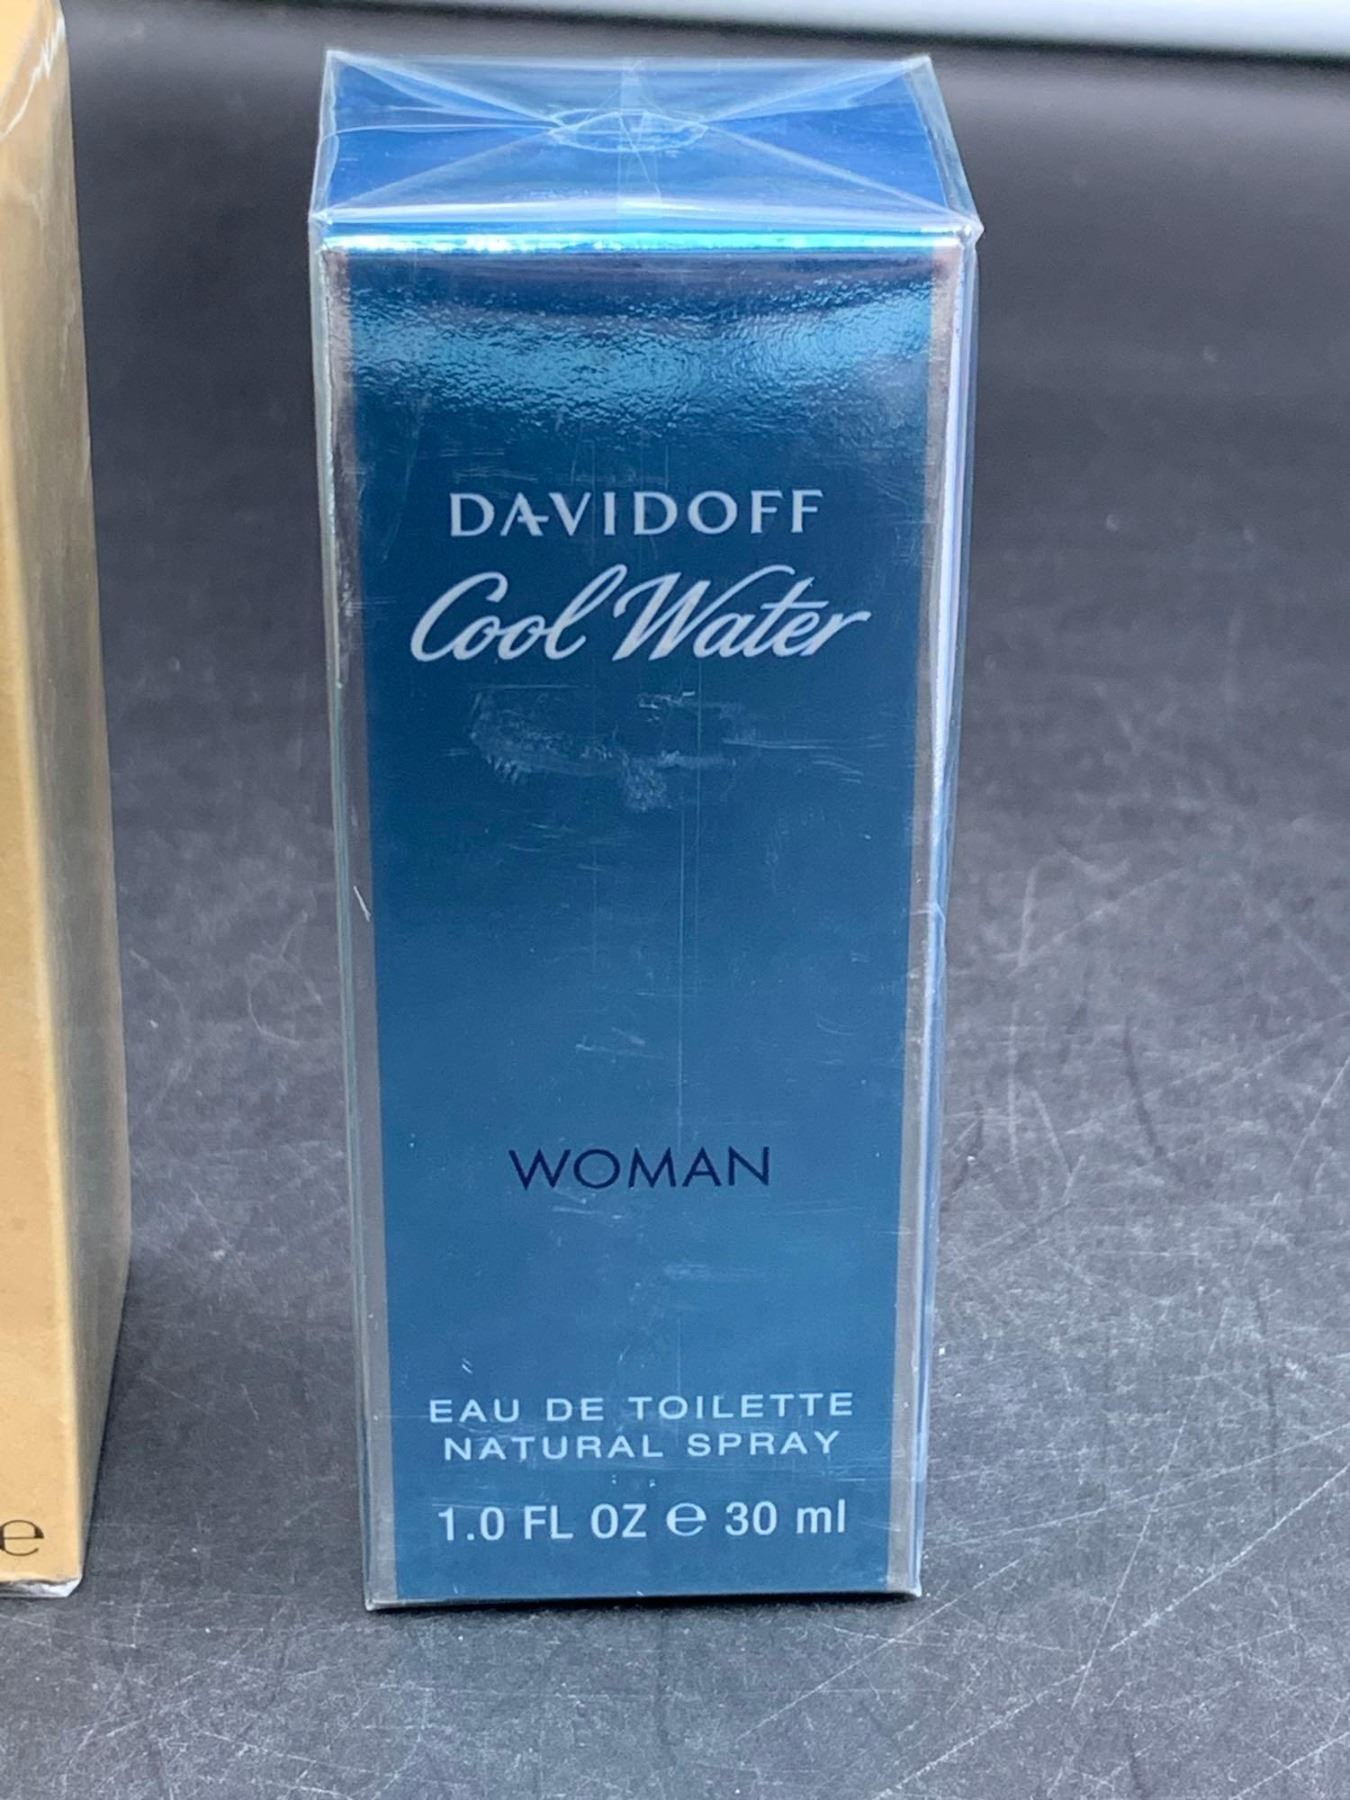 DAVIDOFF
Cool Water
WOMAN
EAU DE TOILETTE
NATURAL SPRAY
1.0 FL OZ ℮ 30 ml
e